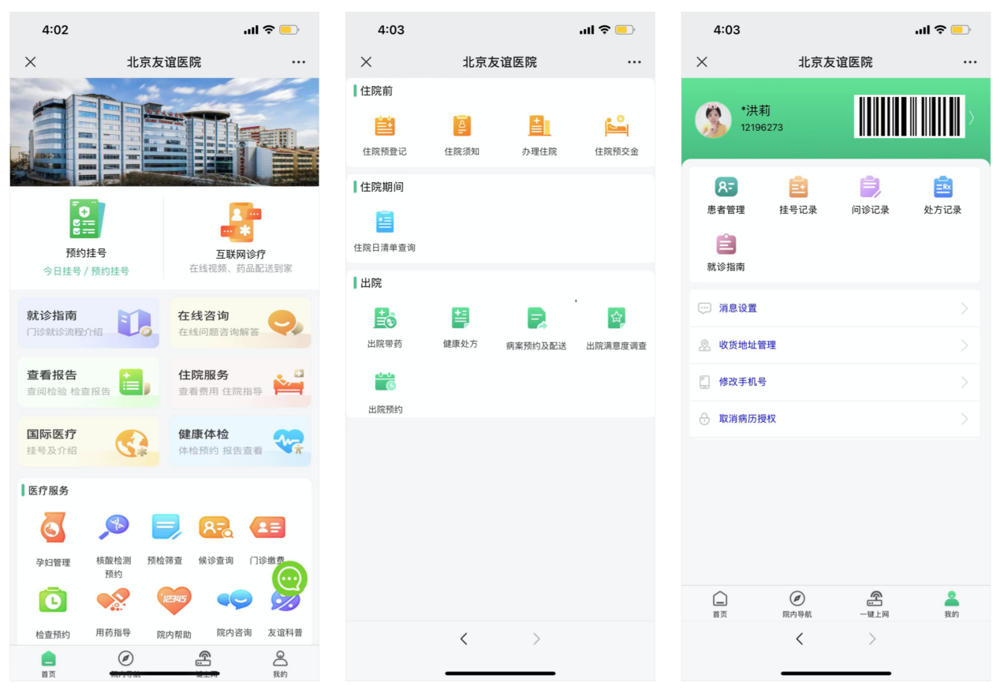 4:02
北京友谊医院
预约挂号
今日挂号 / 预约挂号
互联网诊疗
在线视频、药品配送到家
就诊指南
门诊就诊流程介绍
在线咨询
在线问题咨询解答
查看报告
查阅检验 检查报告
住院服务
查看费用 住院指导
国际医疗
挂号及介绍
健康体检
体检预约 报告查看
医疗服务
孕妇管理
核酸检测
预约
预检筛查
候诊查询
门诊缴费
12345
检查预约
用药指导
院内帮助
院内咨询
友谊科普
首页
院内导航
一键上网
我的
4:03
北京友谊医院
住院前
住院预登记
住院须知
办理住院
住院预交金
住院期间
住院日清单查询
出院
出院带药
健康处方
病案预约及配送
出院满意度调查
出院预约
4:03
北京友谊医院
*洪莉
12196273
患者管理
挂号记录
问诊记录
Rx
处方记录
就诊指南
消息设置
收货地址管理
修改手机号
取消病历授权
首页
院内导航
一键上网
我的